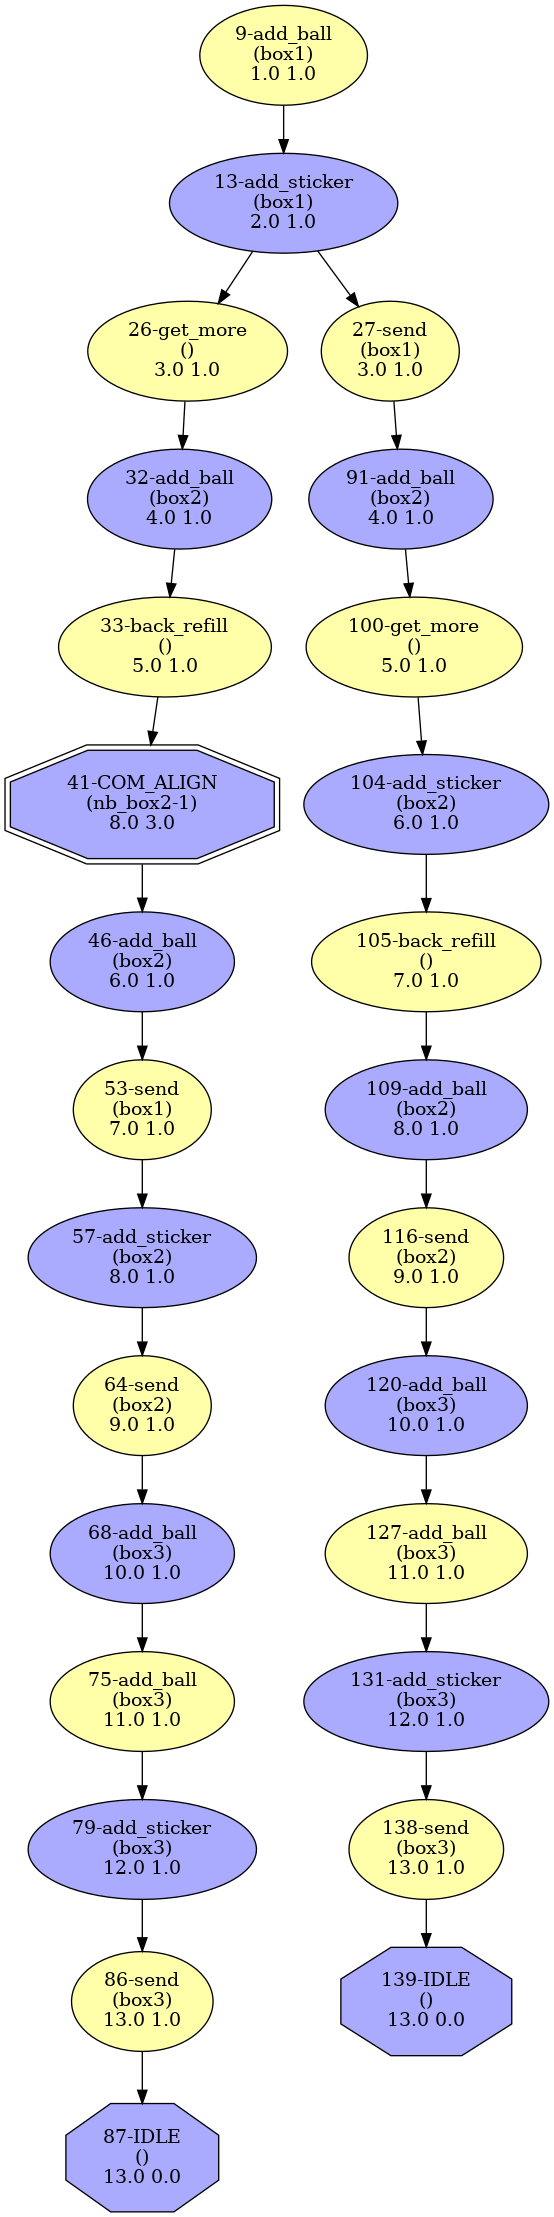 9-add_ball
(box1)
1.0 1.0
13-add_sticker
(box1)
2.0 1.0
26-get_more
()
3.0 1.0
27-send
(box1)
3.0 1.0
32-add_ball
(box2)
4.0 1.0
91-add_ball
(box2)
4.0 1.0
33-back_refill
()
5.0 1.0
100-get_more
()
5.0 1.0
41-COM_ALIGN
(nb_box2-1)
8.0 3.0
104-add_sticker
(box2)
6.0 1.0
46-add_ball
(box2)
6.0 1.0
105-back_refill
()
7.0 1.0
53-send
(box1)
7.0 1.0
109-add_ball
(box2)
8.0 1.0
57-add_sticker
(box2)
8.0 1.0
116-send
(box2)
9.0 1.0
64-send
(box2)
9.0 1.0
120-add_ball
(box3)
10.0 1.0
68-add_ball
(box3)
10.0 1.0
127-add_ball
(box3)
11.0 1.0
75-add_ball
(box3)
11.0 1.0
131-add_sticker
(box3)
12.0 1.0
79-add_sticker
(box3)
12.0 1.0
138-send
(box3)
13.0 1.0
86-send
(box3)
13.0 1.0
139-IDLE
()
13.0 0.0
87-IDLE
()
13.0 0.0